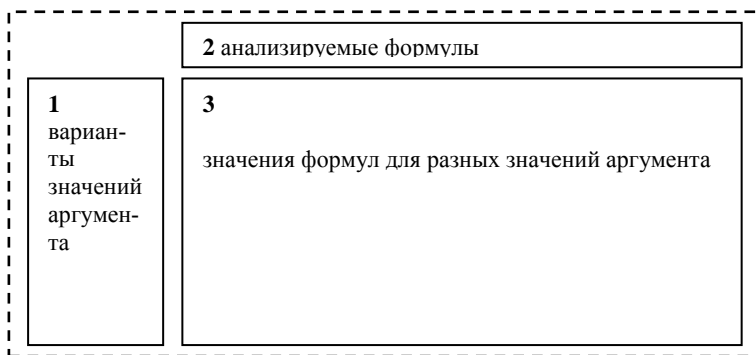 2 анализируемые формулы
1
вариан-
ты
значений
аргумен-
та
3
значения формул для разных значений аргумента